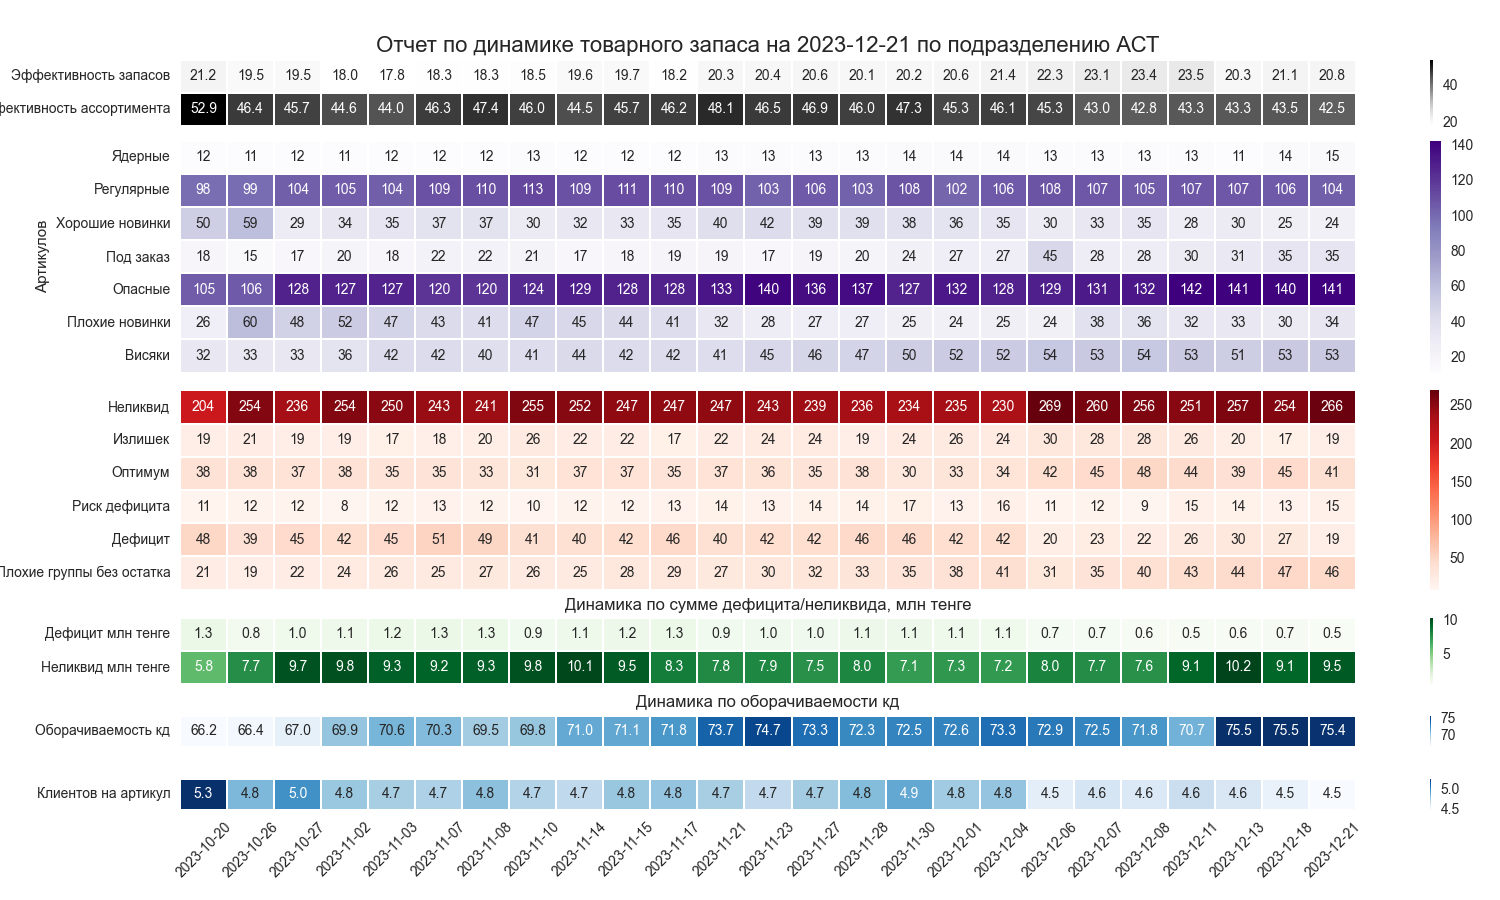 Отчет по динамике товарного запаса на 2023-12-21 по подразделению АСТ
Эффективность запасов 21.2 19.5 19.5 18.0 17.8 18.3 18.3 18.5 19.6 19.7 18.2 20.3 20.4 20.6 20.1 20.2 20.6 21.4 22.3 23.1 23.4 23.5 20.3 21.1 20.8
фективность ассортимента 52.9 46.4 45.7 44.6 44.0 46.3 47.4 46.0 44.5 45.7 46.2 48.1 46.5 46.9 46.0 47.3 45.3 46.1 45.3 43.0 42.8 43.3 43.3 43.5 42.5
40
20
Артикулов
Ядерные 12 11 12 11 12 12 12 13 12 12 12 13 13 13 13 14 14 14 13 13 13 13 11 14 15
Регулярные 98 99 104 105 104 109 110 113 109 111 110 109 103 106 103 108 102 106 108 107 105 107 107 106 104
Хорошие новинки 50 59 29 34 35 37 37 30 32 33 35 40 42 39 39 38 36 35 30 33 35 28 30 25 24
Под заказ 18 15 17 20 18 22 22 21 17 18 19 19 17 19 20 24 27 27 45 28 28 30 31 35 35
Опасные 105 106 128 127 127 120 120 124 129 128 128 133 140 136 137 127 132 128 129 131 132 142 141 140 141
Плохие новинки 26 60 48 52 47 43 41 47 45 44 41 32 28 27 27 25 24 25 24 38 36 32 33 30 34
Висяки 32 33 33 36 42 42 40 41 44 42 42 41 45 46 47 50 52 52 54 53 54 53 51 53 53
140
120
100
80
60
40
20
Неликвид 204 254 236 254 250 243 241 255 252 247 247 247 243 239 236 234 235 230 269 260 256 251 257 254 266
Излишек 19 21 19 19 17 18 20 26 22 22 17 22 24 24 19 24 26 24 30 28 28 26 20 17 19
Оптимум 38 38 37 38 35 35 33 31 37 37 35 37 36 35 38 30 33 34 42 45 48 44 39 45 41
Риск дефицита 11 12 12 8 12 13 12 10 12 12 13 14 13 14 14 17 13 16 11 12 9 15 14 13 15
Дефицит 48 39 45 42 45 51 49 41 40 42 46 40 42 42 46 46 42 42 20 23 22 26 30 27 19
Плохие группы без остатка 21 19 22 24 26 25 27 26 25 28 29 27 30 32 33 35 38 41 31 35 40 43 44 47 46
250
200
150
100
50
Динамика по сумме дефицита/неликвида, млн тенге
Дефицит млн тенге 1.3 0.8 1.0 1.1 1.2 1.3 1.3 0.9 1.1 1.2 1.3 0.9 1.0 1.0 1.1 1.1 1.1 1.1 0.7 0.7 0.6 0.5 0.6 0.7 0.5
Неликвид млн тенге 5.8 7.7 9.7 9.8 9.3 9.2 9.3 9.8 10.1 9.5 8.3 7.8 7.9 7.5 8.0 7.1 7.3 7.2 8.0 7.7 7.6 9.1 10.2 9.1 9.5
10
5
Динамика по оборачиваемости кд
Оборачиваемость кд 66.2 66.4 67.0 69.9 70.6 70.3 69.5 69.8 71.0 71.1 71.8 73.7 74.7 73.3 72.3 72.5 72.6 73.3 72.9 72.5 71.8 70.7 75.5 75.5 75.4
75
70
Клиентов на артикул 5.3 4.8 5.0 4.8 4.7 4.7 4.8 4.7 4.7 4.8 4.8 4.7 4.7 4.7 4.8 4.9 4.8 4.8 4.5 4.6 4.6 4.6 4.6 4.5 4.5
5.0
4.5
2023-10-20 2023-10-26 2023-10-27 2023-11-02 2023-11-03 2023-11-07 2023-11-08 2023-11-10 2023-11-14 2023-11-15 2023-11-17 2023-11-21 2023-11-23 2023-11-27 2023-11-28 2023-11-30 2023-12-01 2023-12-04 2023-12-06 2023-12-07 2023-12-08 2023-12-11 2023-12-13 2023-12-18 2023-12-21